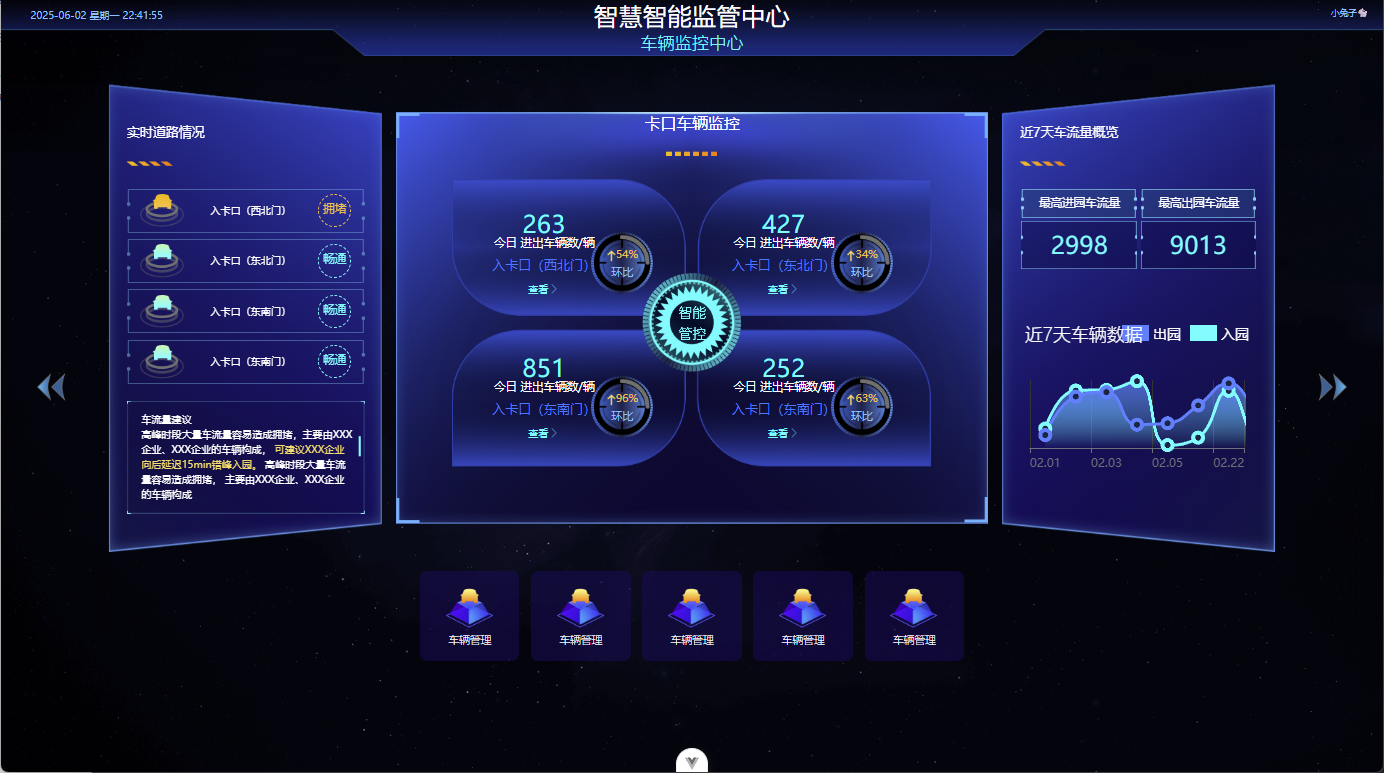 2025-06-02 星期一 22:41:55
智慧智能监管中心
车辆监控中心
小兔子
实时道路情况
入卡口（西北门）
拥堵
入卡口（东北门）
畅通
入卡口（东南门）
畅通
入卡口（东南门）
畅通
车流量建议
高峰时段大量车流量容易造成拥堵，主要由XXX
企业、XXX企业的车辆构成， 可建议XXX企业
向后延迟15min错峰入园。 高峰时段大量车流
量容易造成拥堵， 主要由XXX企业、XXX企业
的车辆构成
卡口车辆监控
263
今日 进出车辆数/辆
入卡口（西北门）
查看
54%
环比
427
今日 进出车辆数/辆
入卡口（东北门）
查看
34%
环比
智能
管控
851
今日 进出车辆数/辆
入卡口（东南门）
查看
96%
环比
252
今日 进出车辆数/辆
入卡口（东南门）
查看
63%
环比
近7天车流量概览
最高进园车流量
最高出园车流量
2998
9013
近7天车辆数据
出园
入园
02.01 02.03 02.05 02.22
车辆管理
车辆管理
车辆管理
车辆管理
车辆管理